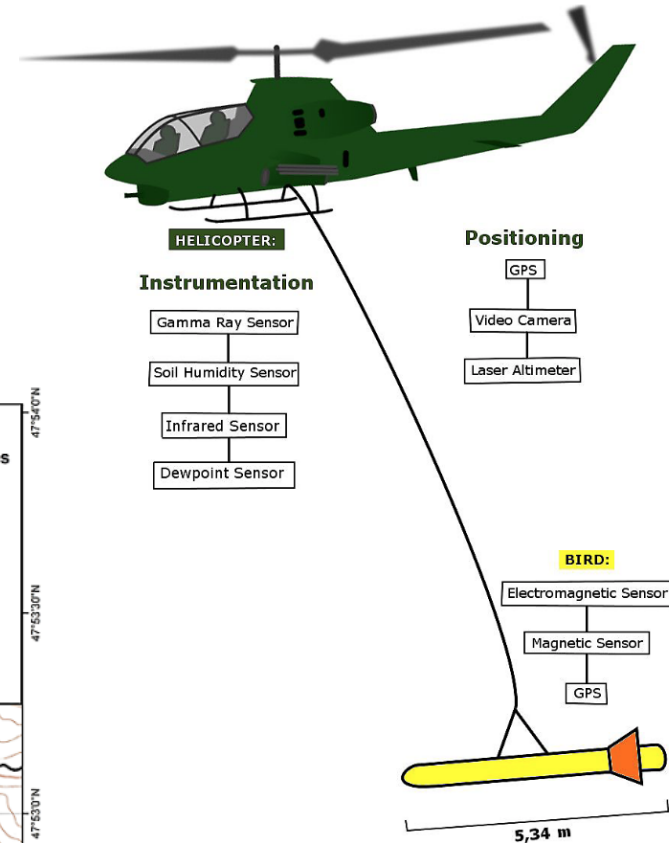 HELICOPTER:
Instrumentation
Gamma Ray Sensor
Soil Humidity Sensor
Infrared Sensor
Dewpoint Sensor
Positioning
GPS
Video Camera
Laser Altimeter
BIRD:
Electromagnetic Sensor
Magnetic Sensor
GPS
5,34 m
s
47°54'0"N
47°53'30"N
47°53'0"N